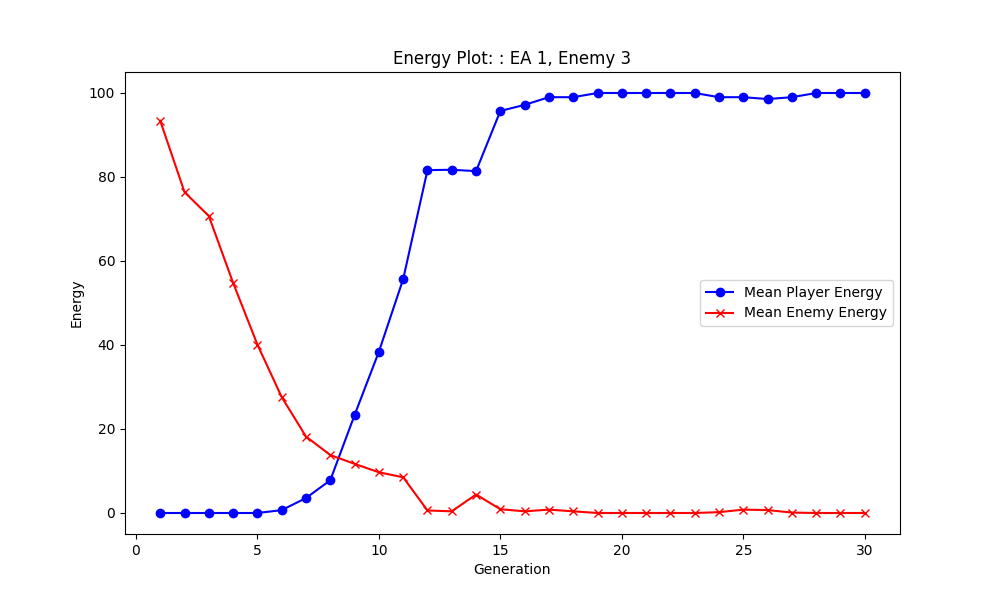 Energy Plot: : EA 1, Enemy 3
100
80
60
40
20
0
Energy
Mean Player Energy
Mean Enemy Energy
0 5 10 15 20 25 30
Generation